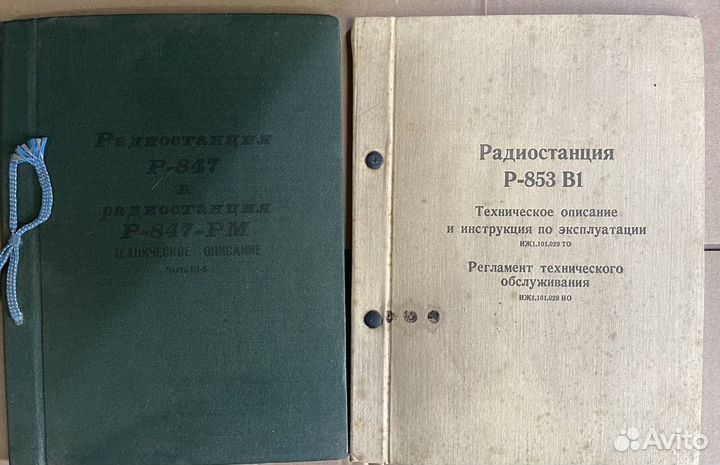 Радиостанция
Р-847
и
радиостанция
Р-847-РМ
ТЕХНИЧЕСКОЕ ОПИСАНИЕ
Часть
Радиостанция
Р-853 В1
Техническое описание
и инструкция по эксплуатации
ИЖ1.101.029 ТО
Регламент технического
обслуживания
ИЖ1.101.029 ИО
Avito